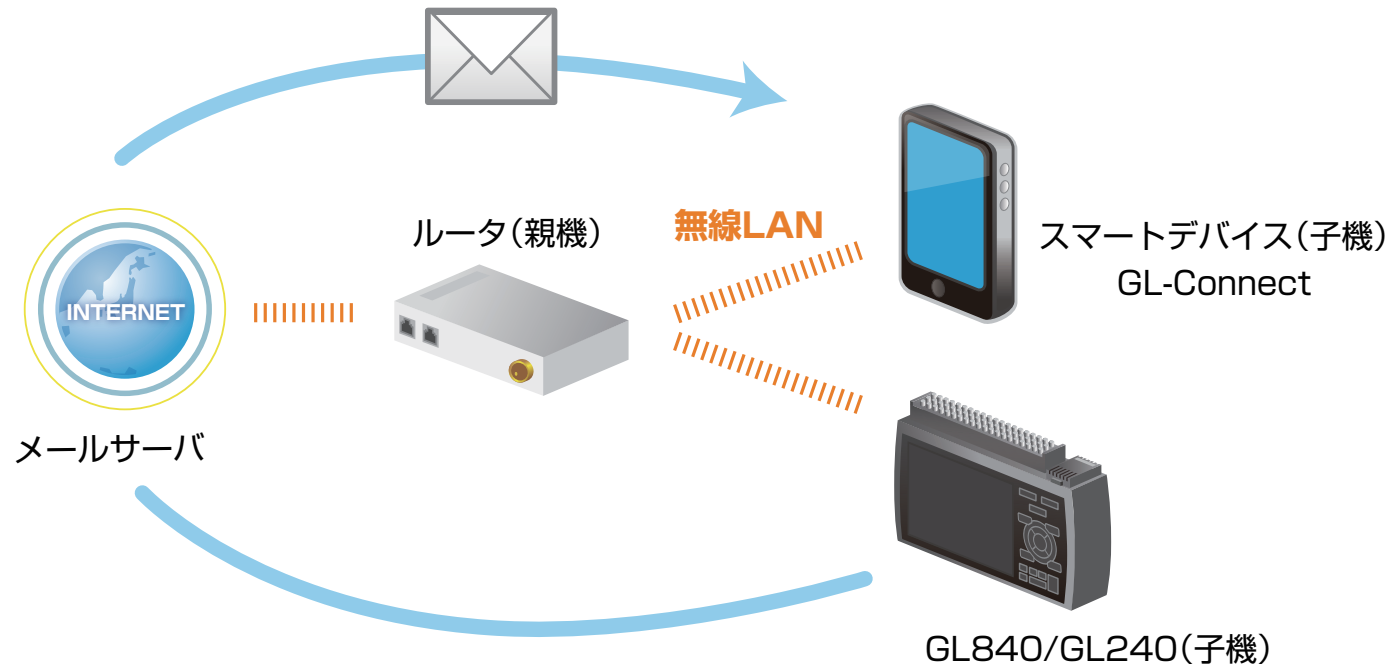 ルータ（親機）
無線LAN
スマートデバイス（子機）
GL-Connect
INTERNET
メールサーバ
GL840/GL240（子機）